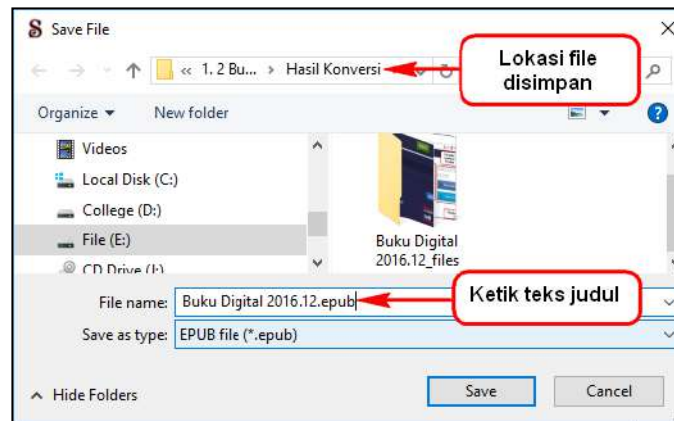 Save File
« 1. 2 Bu... > Hasil Konversi
Lokasi file
disimpan
Organize
New folder
Videos
Local Disk (C:)
College (D:)
File (E:)
CD Drive (I:)
Buku Digital
2016.12_files
File name: Buku Digital 2016.12.epub
Ketik teks judul
Save as type: EPUB file (*.epub)
Hide Folders
Save
Cancel